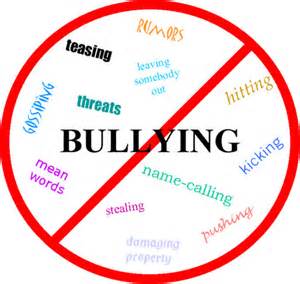 RUMORS
teasing
leaving
somebody
out
hitting
GOSSIPING
threats
BULLYING
kicking
mean
words
name-calling
stealing
pushing
damaging
property